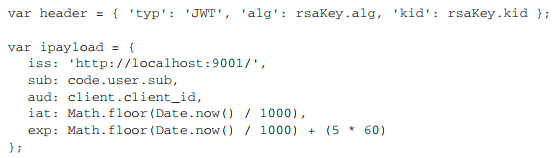 var header = { 'typ': 'JWT', 'alg': rsaKey.alg, 'kid': rsaKey.kid };
var ipayload = {
iss: 'http://localhost:9001/',
sub: code.user.sub,
aud: client.client_id,
iat: Math.floor(Date.now() / 1000),
exp: Math.floor(Date.now() / 1000) + (5 * 60)
};